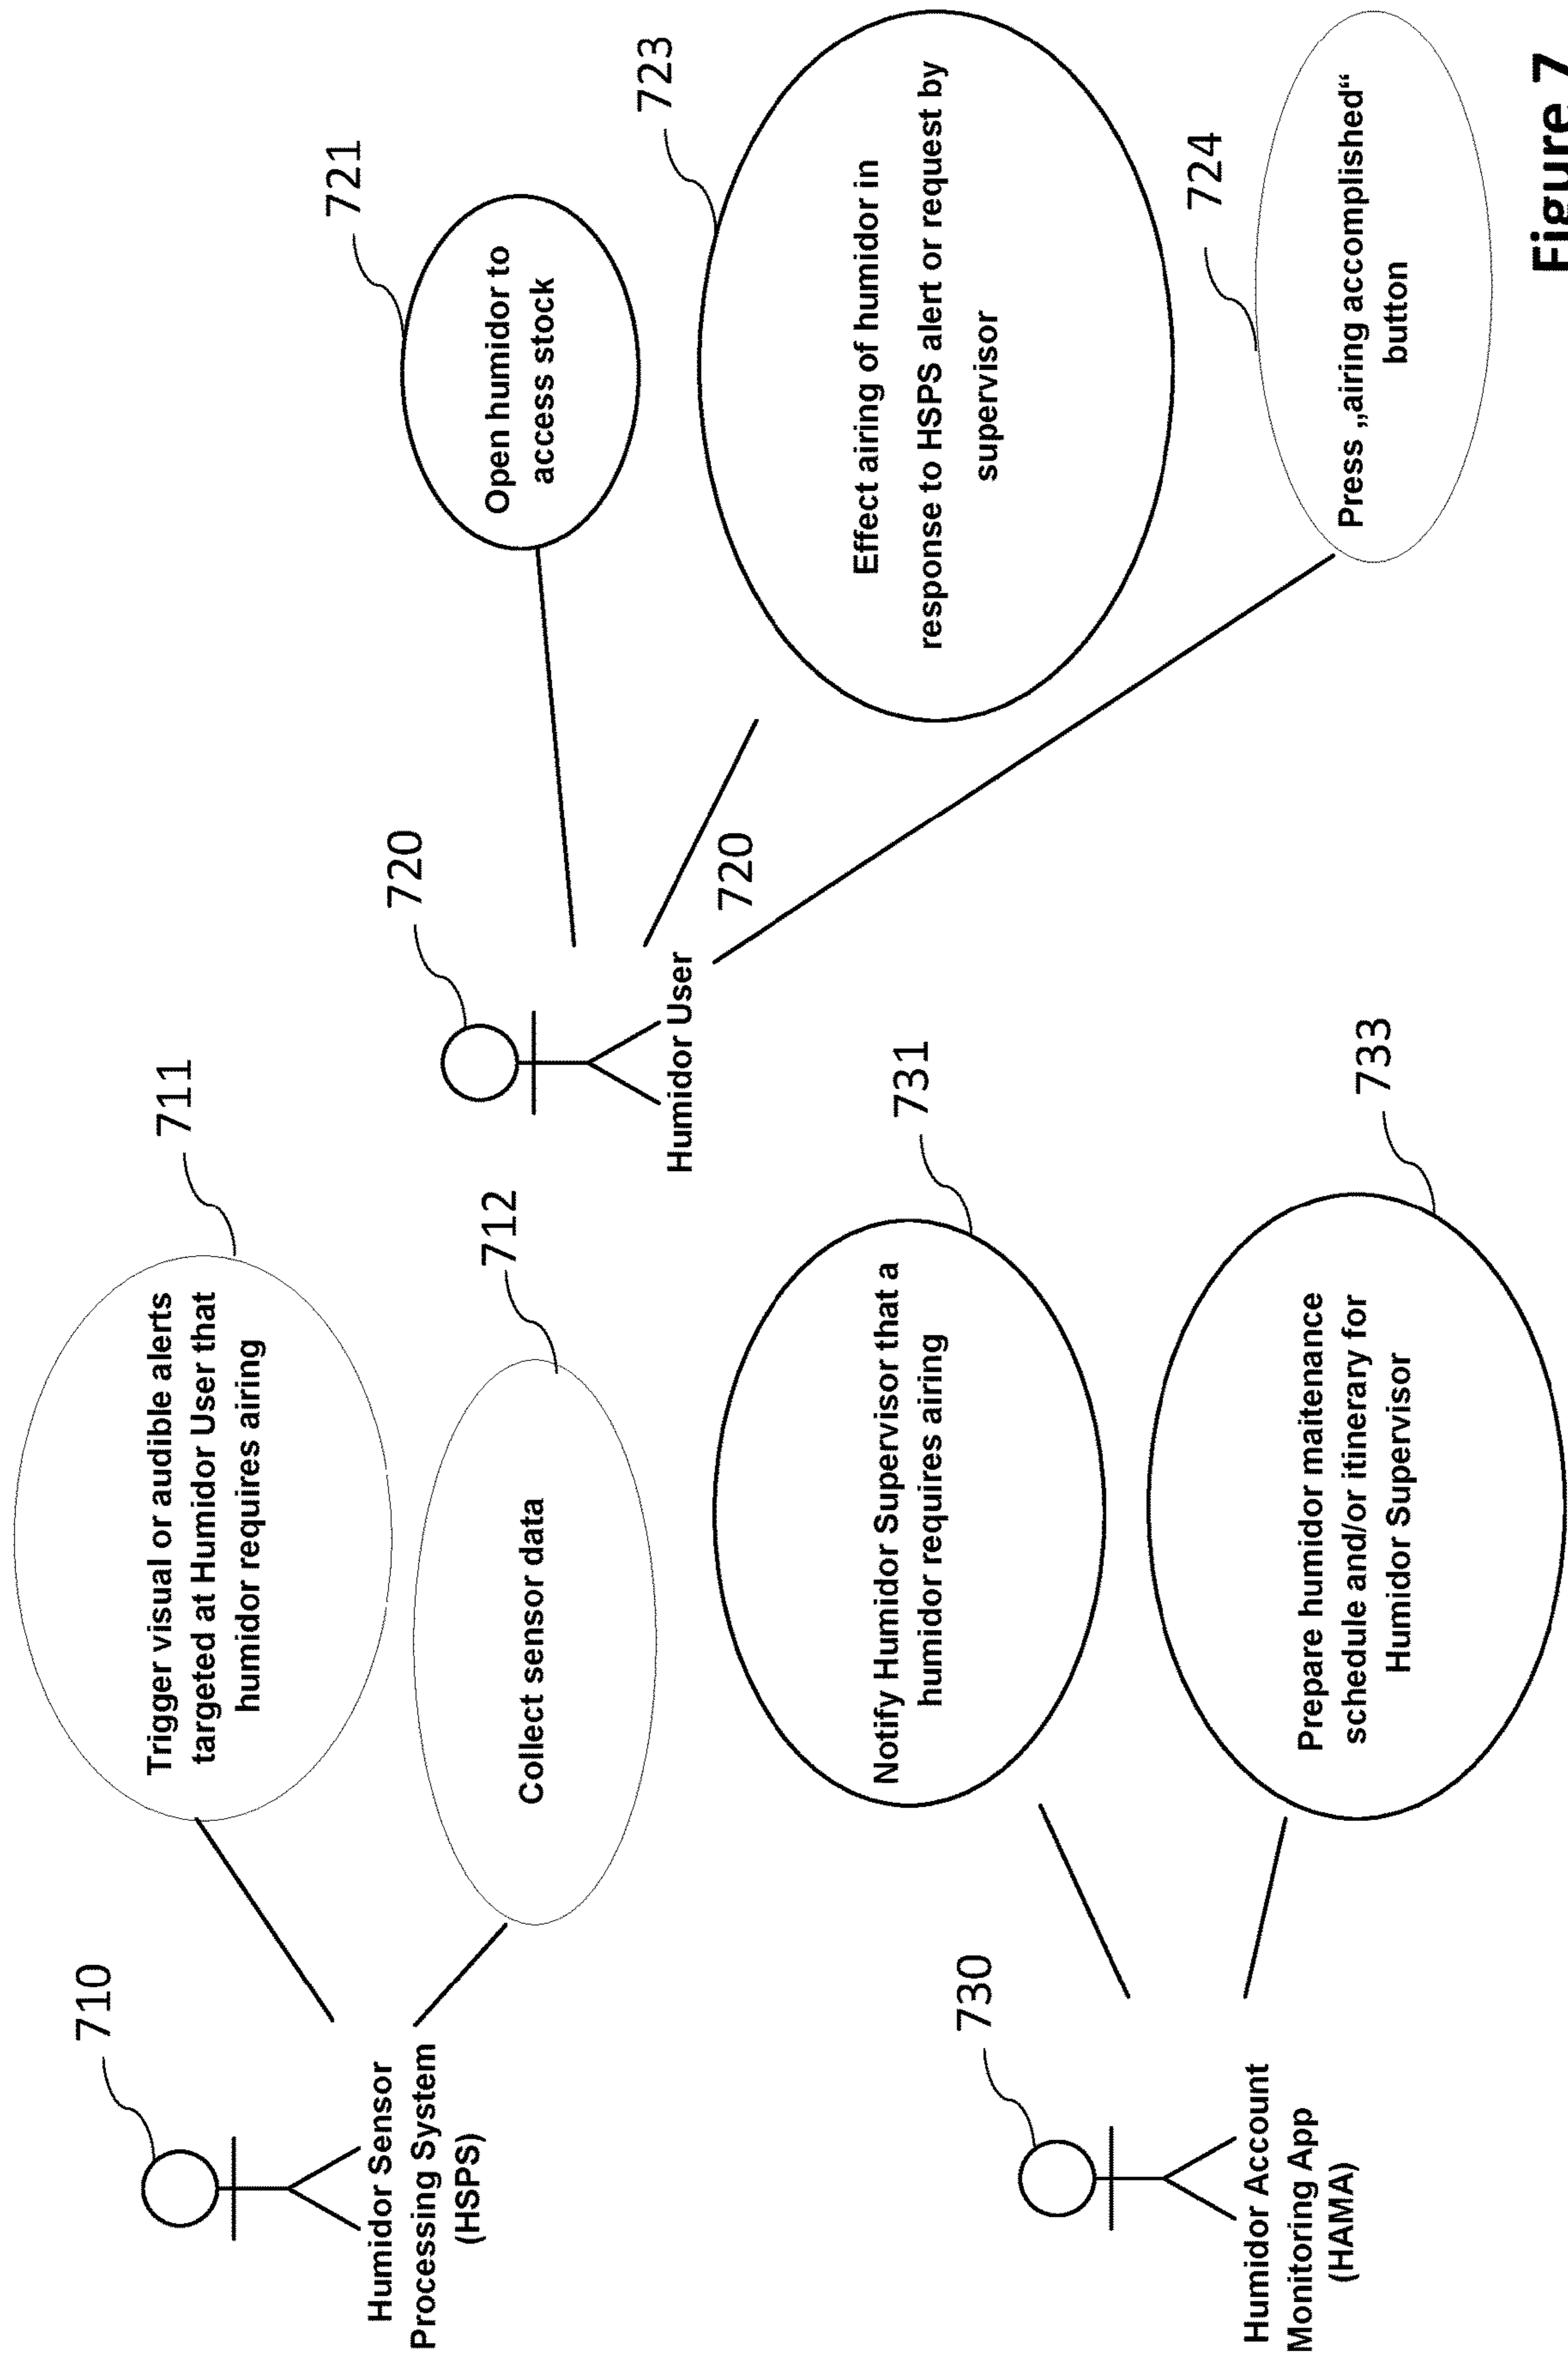 710
Humidor Sensor
Processing System
(HSPS)
711
Trigger visual or audible alerts
targeted at Humidor User that
humidor requires airing
712
Collect sensor data
720
Humidor User
720
721
Open humidor to
access stock
723
Effect airing of humidor in
response to HSPS alert or request by
supervisor
724
Press „airing accomplished“
button
730
Humidor Account
Monitoring App
(HAMA)
731
Notify Humidor Supervisor that a
humidor requires airing
733
Prepare humidor maitenance
schedule and/or itinerary for
Humidor Supervisor
Figure 7